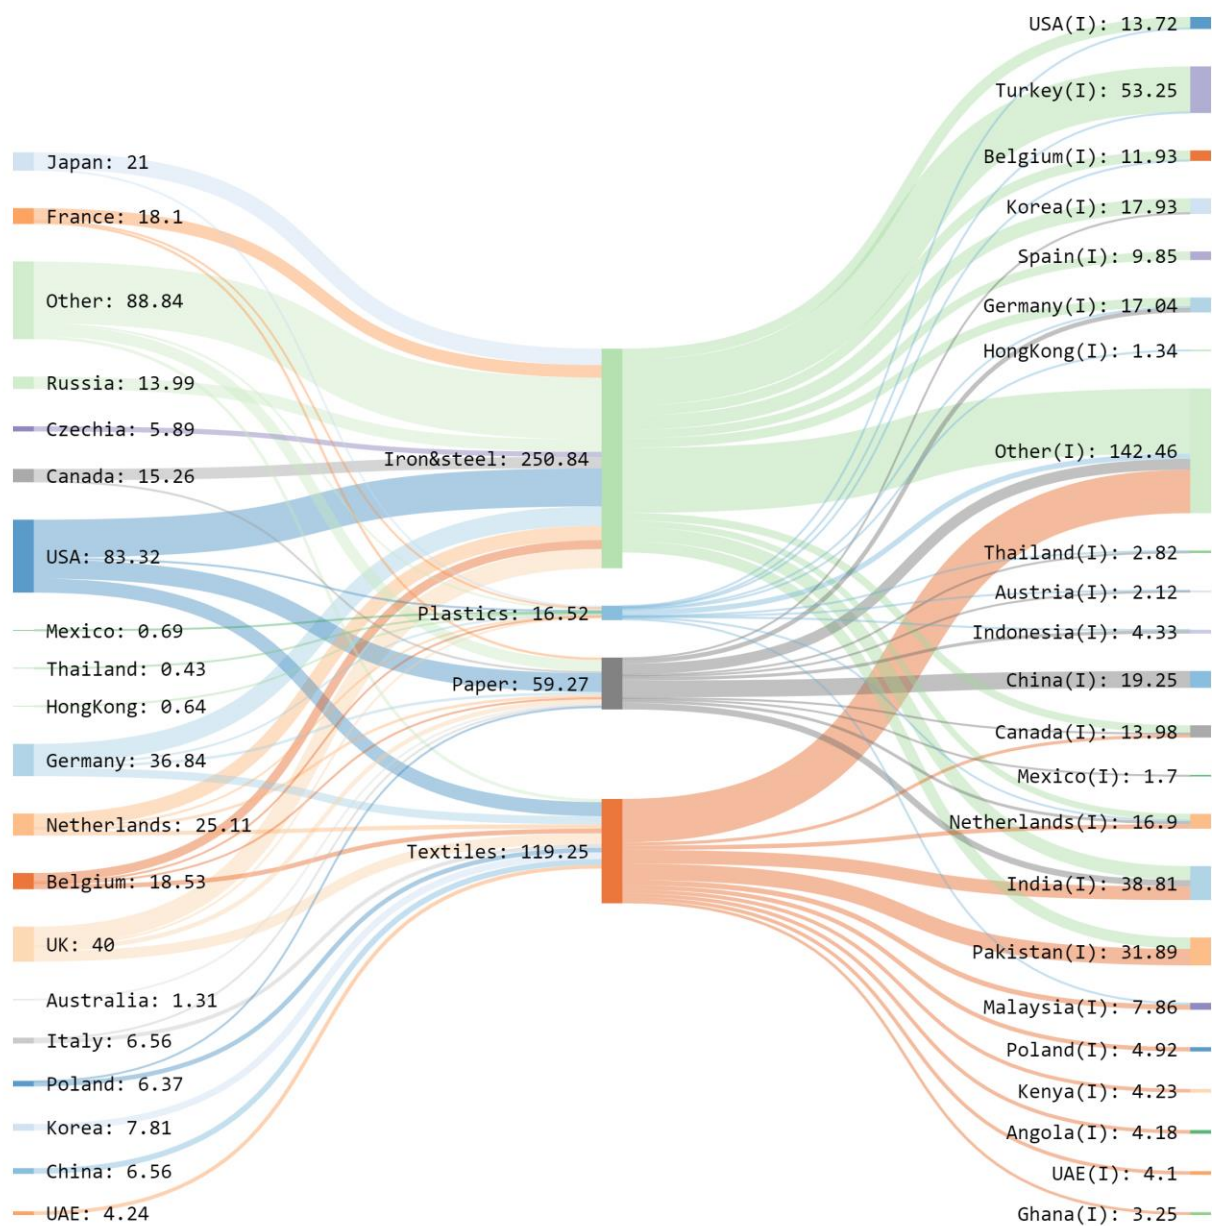 Japan: 21
France: 18.1
Other: 88.84
Russia: 13.99
Czechia: 5.89
Canada: 15.26
USA: 83.32
Mexico: 0.69
Thailand: 0.43
HongKong: 0.64
Germany: 36.84
Netherlands: 25.11
Belgium: 18.53
UK: 40
Australia: 1.31
Italy: 6.56
Poland: 6.37
Korea: 7.81
China: 6.56
UAE: 4.24
Iron&steel: 250.84
Plastics: 16.52
Paper: 59.27
Textiles: 119.25
USA(I): 13.72
Turkey(I): 53.25
Belgium(I): 11.93
Korea(I): 17.93
Spain(I): 9.85
Germany(I): 17.04
HongKong(I): 1.34
Other(I): 142.46
Thailand(I): 2.82
Austria(I): 2.12
Indonesia(I): 4.33
China(I): 19.25
Canada(I): 13.98
Mexico(I): 1.7
Netherlands(I): 16.9
India(I): 38.81
Pakistan(I): 31.89
Malaysia(I): 7.86
Poland(I): 4.92
Kenya(I): 4.23
Angola(I): 4.18
UAE(I): 4.1
Ghana(I): 3.25